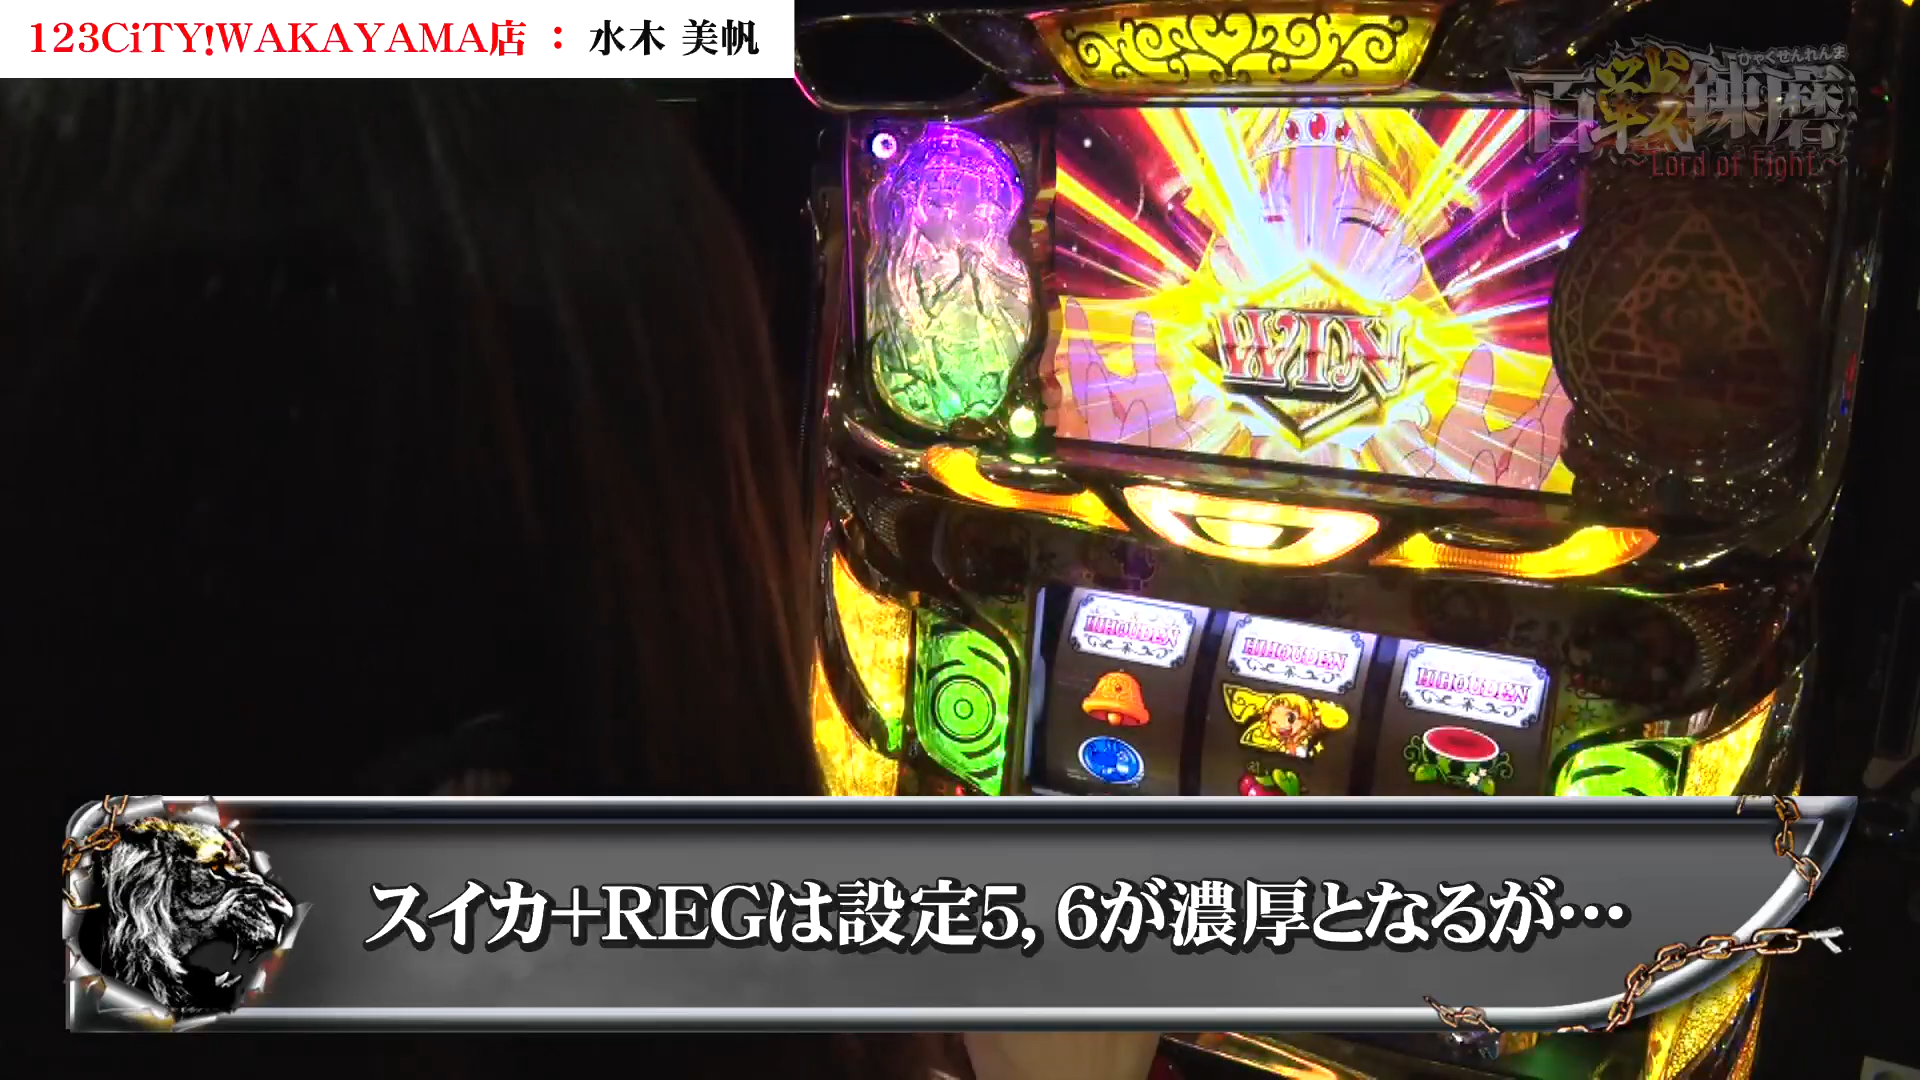 123CiTY!WAKAYAMA店 : 水木 美帆
ひゃくせんれんま
百戦錬磨
～Lord of Fight～
WIN
HIHOUDEN
HIHOUDEN
HIHOUDEN
スイカ+REGは設定5, 6が濃厚となるが…